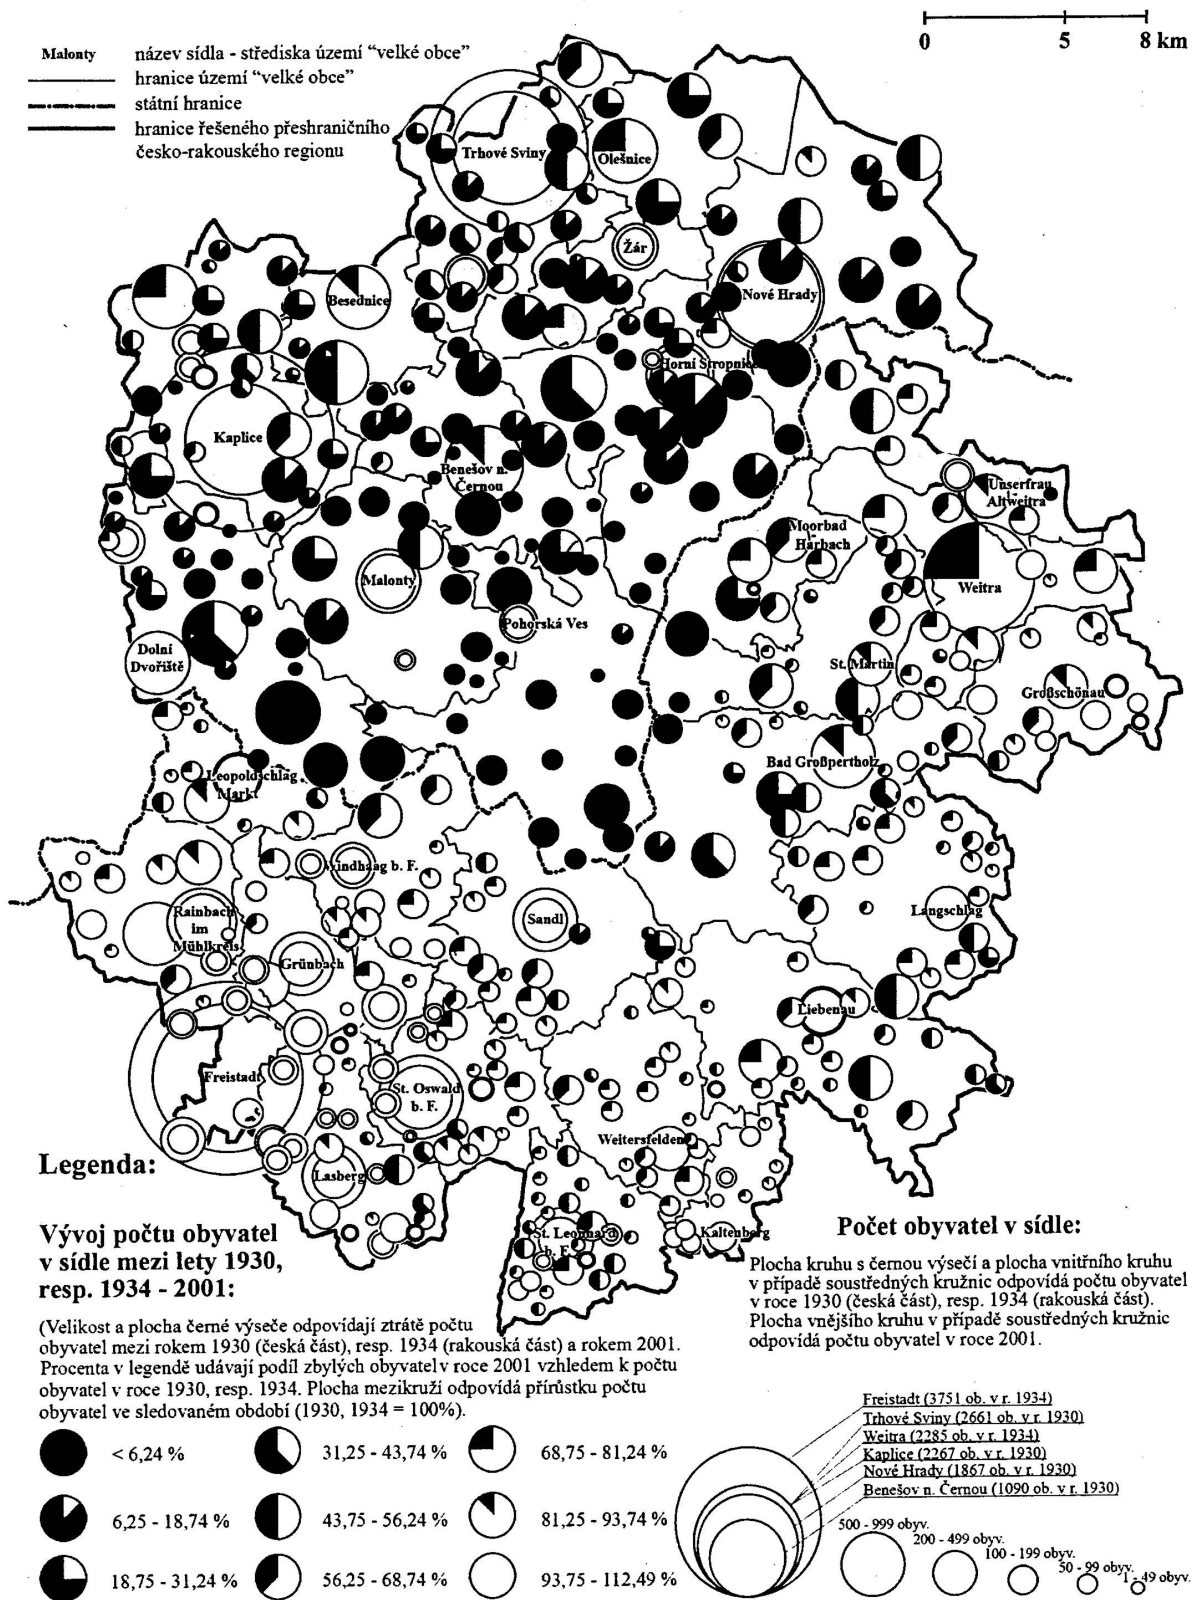 0 5 8 km
Malonty název sídla - střediska území “velké obce”
hranice území “velké obce”
státní hranice
hranice řešeného přeshraničního
česko-rakouského regionu
Trhové Sviny
Olešnice
Žár
Besednice
Nové Hrady
Horní Stropnice
Kaplice
Benešov n.
Černou
Unserfrau
Altweitra
Moorbad
Harbach
Malonty
Weitra
Pohorská Ves
Dolní
Dvořiště
St. Martin
Großschönau
Leopoldschlag
Markt
Bad Großpertholz
Windhaag b. F.
Rainbach
im
Mühlkreis
Sandl
Langschlag
Grünbach
Liebenau
Freistadt
St. Oswald
b. F.
Weitersfelden
Lasberg
St. Leonhard
b. F.
Kaltenberg
Legenda:
Vývoj počtu obyvatel
v sídle mezi lety 1930,
resp. 1934 - 2001:
(Velikost a plocha černé výseče odpovídají ztrátě počtu
obyvatel mezi rokem 1930 (česká část), resp. 1934 (rakouská část) a rokem 2001.
Procenta v legendě udávají podíl zbylých obyvatel v roce 2001 vzhledem k počtu
obyvatel v roce 1930, resp. 1934. Plocha mezikruží odpovídá přírůstku počtu
obyvatel ve sledovaném období (1930, 1934 = 100%).
< 6,24 % 31,25 - 43,74 % 68,75 - 81,24 %
6,25 - 18,74 % 43,75 - 56,24 % 81,25 - 93,74 %
18,75 - 31,24 % 56,25 - 68,74 % 93,75 - 112,49 %
Počet obyvatel v sídle:
Plocha kruhu s černou výsečí a plocha vnitřního kruhu
v případě soustředných kružnic odpovídá počtu obyvatel
v roce 1930 (česká část), resp. 1934 (rakouská část).
Plocha vnějšího kruhu v případě soustředných kružnic
odpovídá počtu obyvatel v roce 2001.
Freistadt (3751 ob. v r. 1934)
Trhové Sviny (2661 ob. v r. 1930)
Weitra (2285 ob. v r. 1934)
Kaplice (2267 ob. v r. 1930)
Nové Hrady (1867 ob. v r. 1930)
Benešov n. Černou (1090 ob. v r. 1930)
500 - 999 obyv.
200 - 499 obyv.
100 - 199 obyv.
50 - 99 obyv.
1 - 49 obyv.